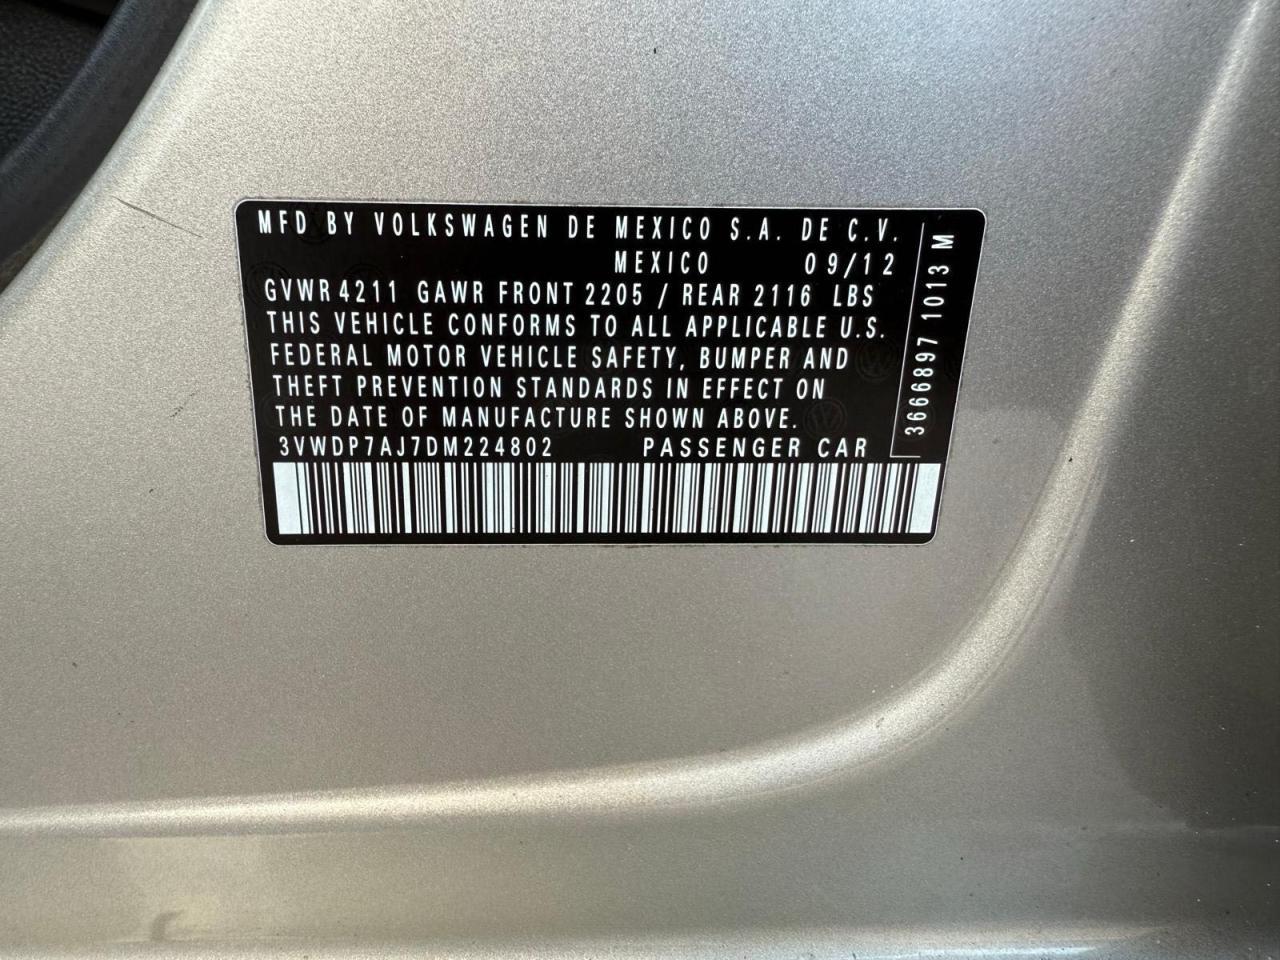 MFD BY VOLKSWAGEN DE MEXICO S.A. DE C.V.
MEXICO 09/12
GVWR 4211 GAWR FRONT 2205 / REAR 2116 LBS
THIS VEHICLE CONFORMS TO ALL APPLICABLE U.S.
FEDERAL MOTOR VEHICLE SAFETY, BUMPER AND
THEFT PREVENTION STANDARDS IN EFFECT ON
THE DATE OF MANUFACTURE SHOWN ABOVE.
3VWDP7AJ7DM224802 PASSENGER CAR
3666897 1013 M